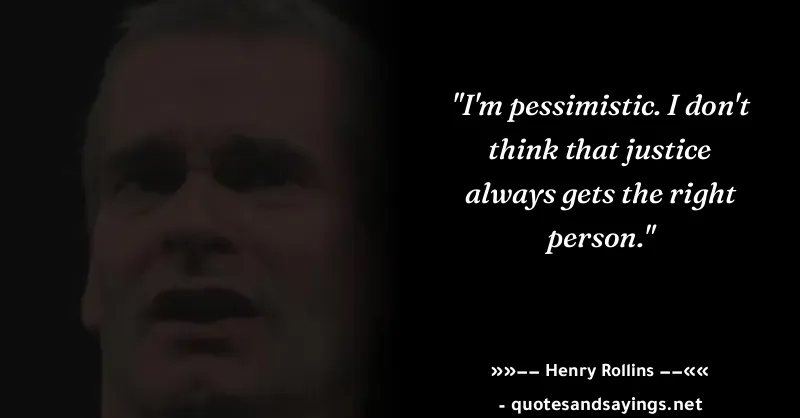 "I'm pessimistic. I don't
think that justice
always gets the right
person."
»»−− Henry Rollins −−««
- quotesandsayings.net